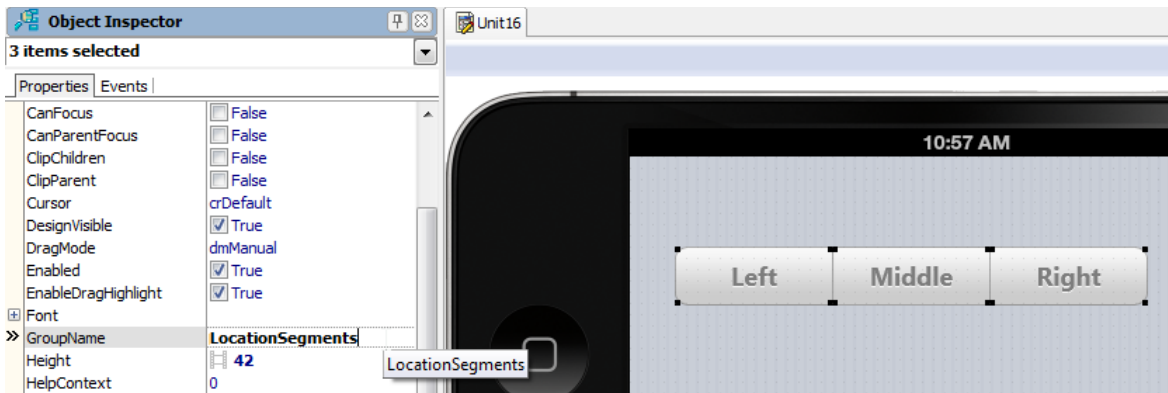 Object Inspector
3 items selected
Properties Events
CanFocus False
CanParentFocus False
ClipChildren False
ClipParent False
Cursor crDefault
DesignVisible True
DragMode dmManual
Enabled True
EnableDragHighlight True
Font
GroupName LocationSegments
Height 42
HelpContext 0
LocationSegments
Unit16
10:57 AM
Left Middle Right